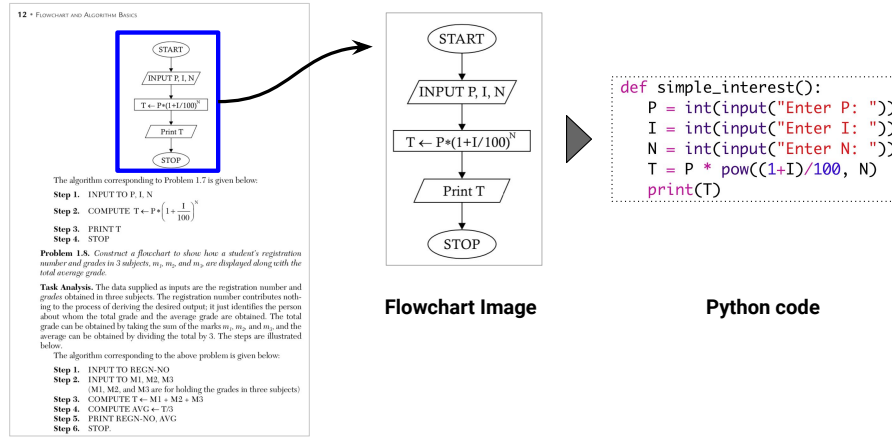 12 • FLOWCHART AND ALGORITHM BASICS
START
INPUT P, I, N
T ← P*(1+I/100)^N
Print T
STOP
The algorithm corresponding to Problem 1.7 is given below:
Step 1. INPUT TO P, I, N
Step 2. COMPUTE T ← P*(1+I/100)^N
Step 3. PRINT T
Step 4. STOP
Problem 1.8. Construct a flowchart to show how a student's registration
number and grades in 3 subjects, m₁, m₂, and m₃, are displayed along with the
total average grade.
Task Analysis. The data supplied as inputs are the registration number and
grades obtained in three subjects. The registration number contributes noth-
ing to the process of deriving the desired output; it just identifies the person
about whom the total grade and the average grade are obtained. The total
grade can be obtained by taking the sum of the marks m₁, m₂, and m₃, and the
average can be obtained by dividing the total by 3. The steps are illustrated
below.
The algorithm corresponding to the above problem is given below:
Step 1. INPUT TO REGN-NO
Step 2. INPUT TO M1, M2, M3
(M1, M2, and M3 are for holding the grades in three subjects)
Step 3. COMPUTE T ← M1 + M2 + M3
Step 4. COMPUTE AVG ← T/3
Step 5. PRINT REGN-NO, AVG
Step 6. STOP.
START
INPUT P, I, N
T ← P*(1+I/100)^N
Print T
STOP
Flowchart Image
def simple_interest():
P = int(input("Enter P: "))
I = int(input("Enter I: "))
N = int(input("Enter N: "))
T = P * pow((1+I)/100, N)
print(T)
Python code